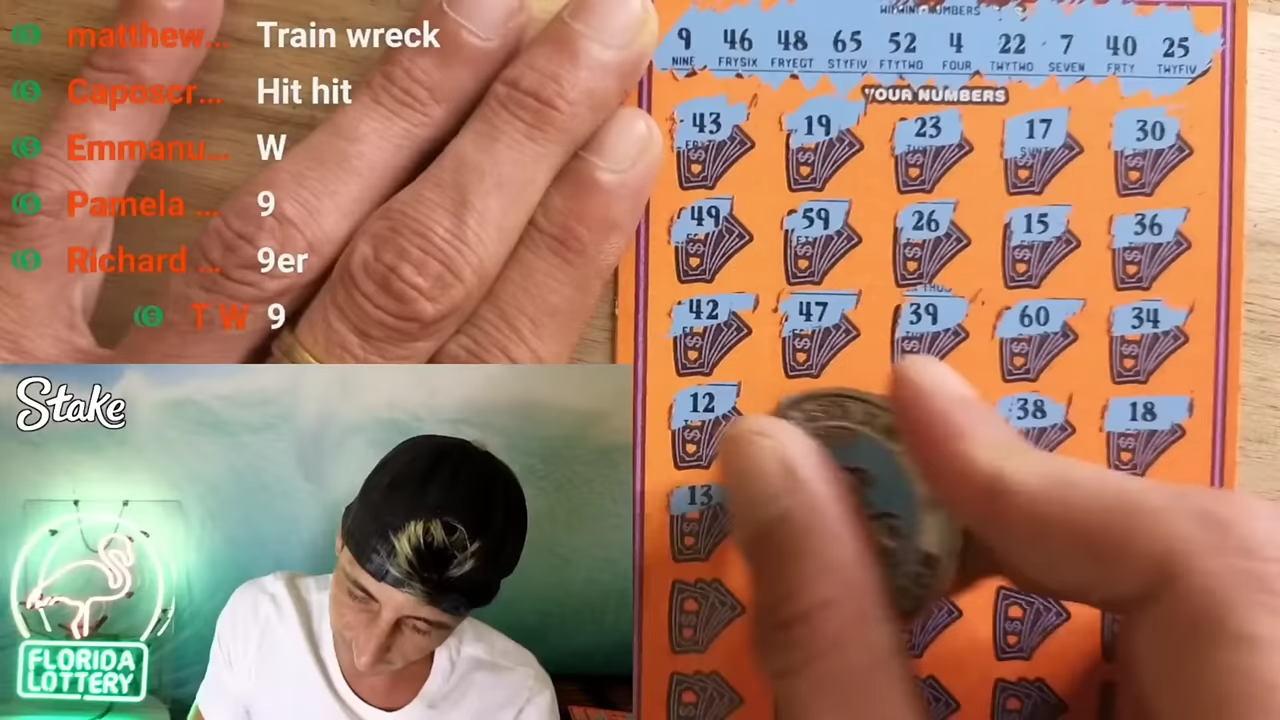 matthew... Train wreck
Caposcr... Hit hit
Emmanu... W
Pamela ... 9
Richard ... 9er
T W 9
Stake
FLORIDA
LOTTERY
NUMBERS
9 46 48 65 52 4 22 7 40 25
NINE FRYSIX FRYEGT STYFIV FTYTWO FOUR TWYTWO SEVEN FRTY TWYFIV
YOUR NUMBERS
43 19 23 17 30
49 59 26 15 36
42 47 39 60 34
12 38 18
13